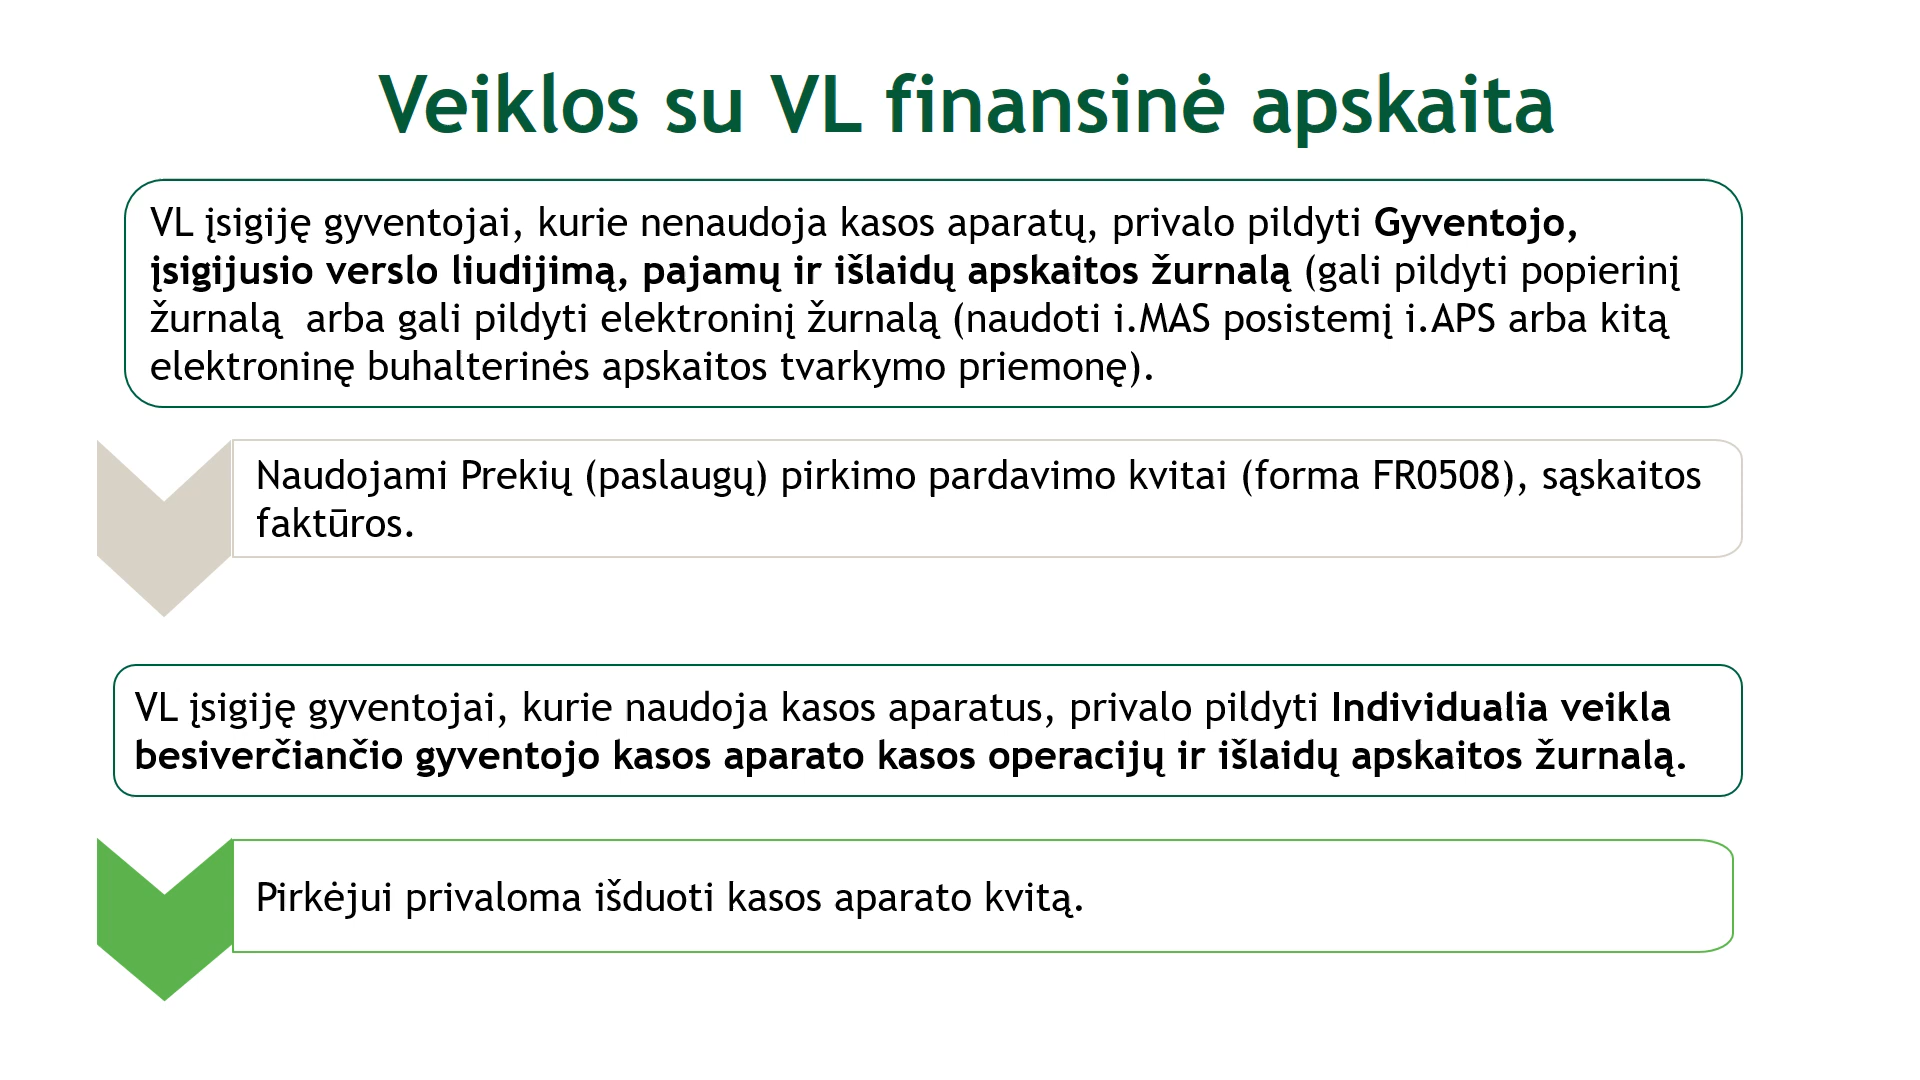 Veiklos su VL finansinė apskaita
VL įsigiję gyventojai, kurie nenaudoja kasos aparatų, privalo pildyti Gyventojo,
įsigijusio verslo liudijimą, pajamų ir išlaidų apskaitos žurnalą (gali pildyti popierinį
žurnalą  arba gali pildyti elektroninį žurnalą (naudoti i.MAS posistemį i.APS arba kitą
elektroninę buhalterinės apskaitos tvarkymo priemonę).
Naudojami Prekių (paslaugų) pirkimo pardavimo kvitai (forma FR0508), sąskaitos
faktūros.
VL įsigiję gyventojai, kurie naudoja kasos aparatus, privalo pildyti Individualia veikla
besiverčiančio gyventojo kasos aparato kasos operacijų ir išlaidų apskaitos žurnalą.
Pirkėjui privaloma išduoti kasos aparato kvitą.